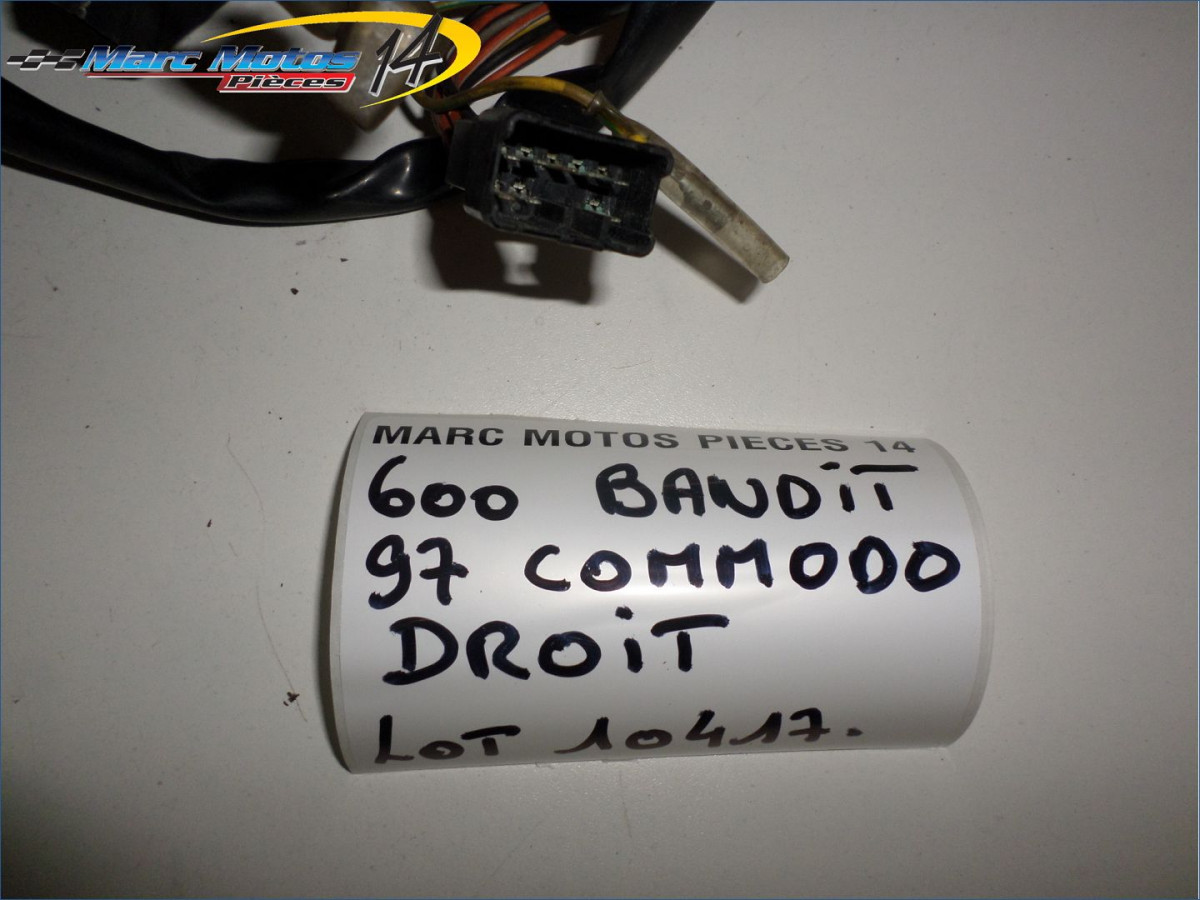 Marc Motos 14
Pièces
MARC MOTOS PIECES 14
600 BANDiT
97 COMMODO
DROiT
LOT 10417.